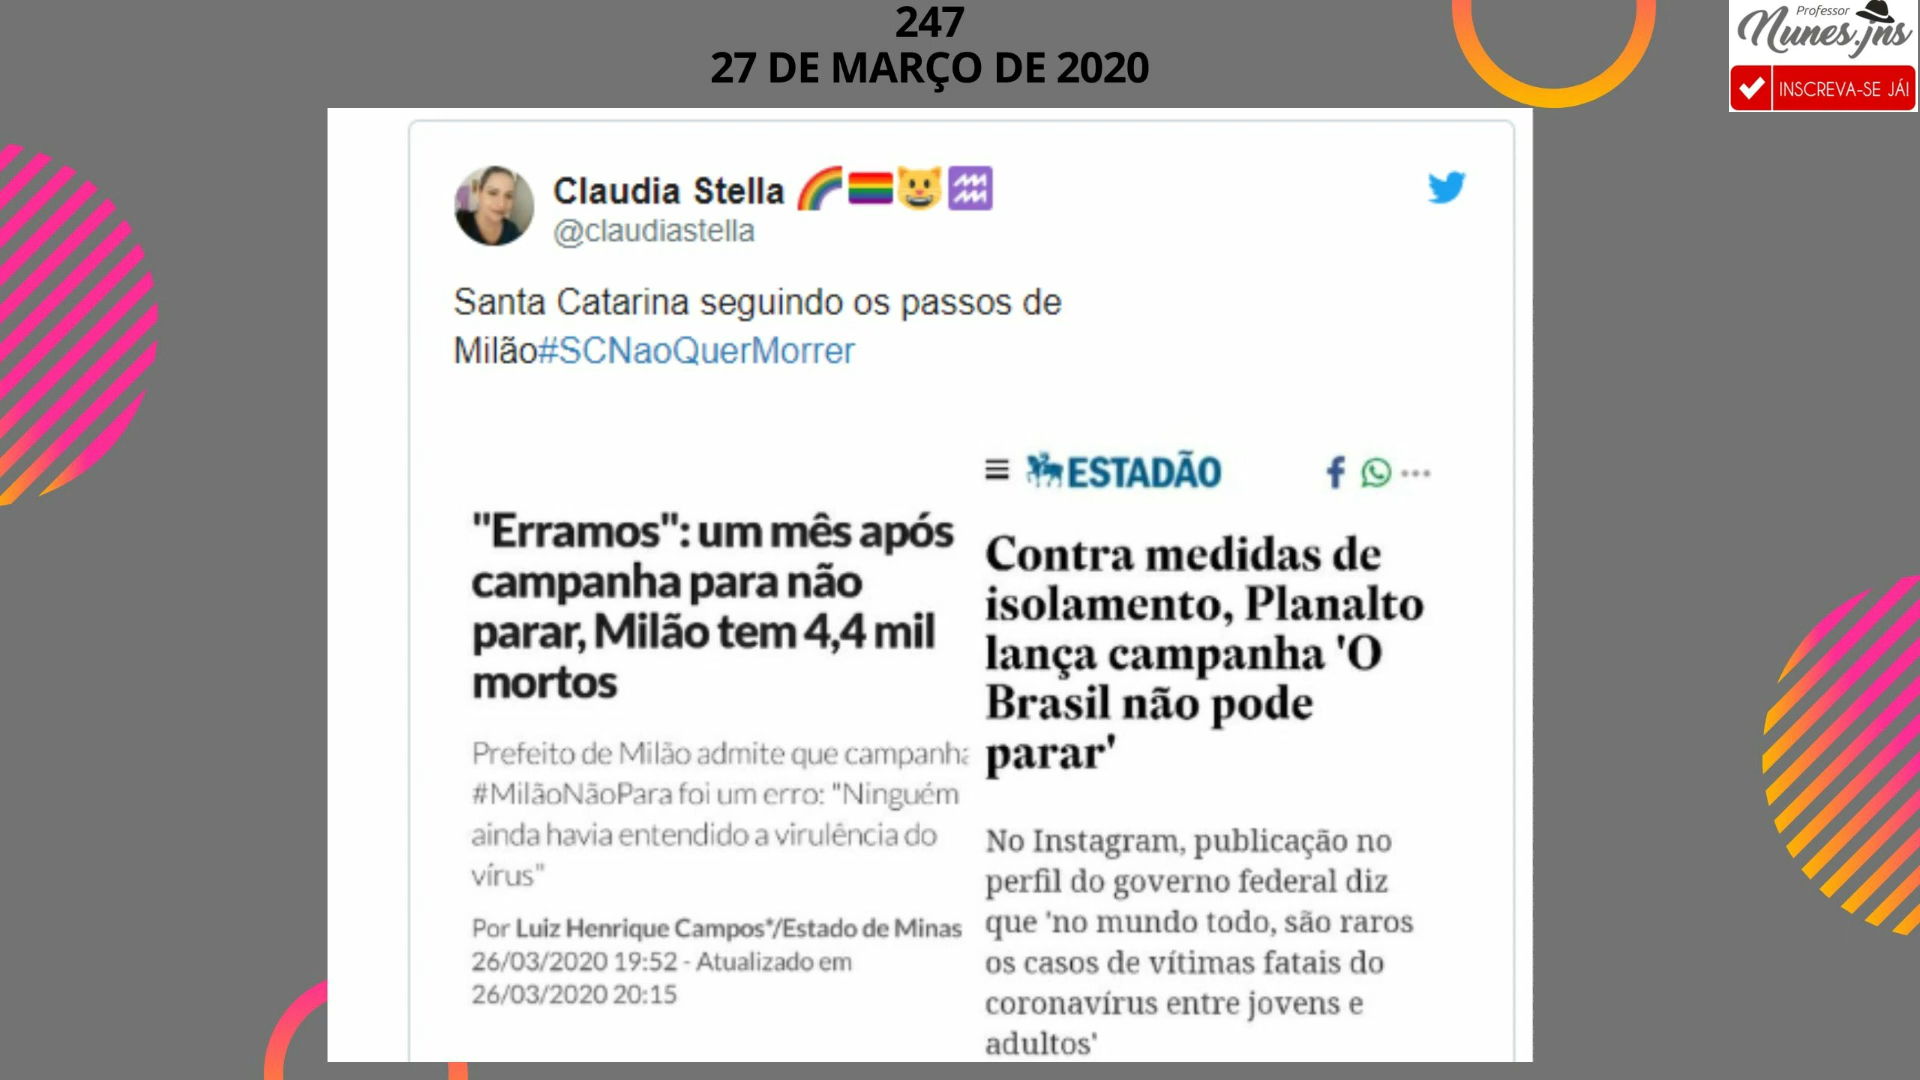 247
27 DE MARÇO DE 2020
Professor
Nunes.jns
INSCREVA-SE JÁ!
Claudia Stella
@claudiastella
Santa Catarina seguindo os passos de
Milão#SCNaoQuerMorrer
"Erramos": um mês após
campanha para não
parar, Milão tem 4,4 mil
mortos
Prefeito de Milão admite que campanha
#MilãoNãoPara foi um erro: "Ninguém
ainda havia entendido a virulência do
vírus"
Por Luiz Henrique Campos*/Estado de Minas
26/03/2020 19:52 - Atualizado em
26/03/2020 20:15
ESTADÃO
Contra medidas de
isolamento, Planalto
lança campanha 'O
Brasil não pode
parar'
No Instagram, publicação no
perfil do governo federal diz
que 'no mundo todo, são raros
os casos de vítimas fatais do
coronavírus entre jovens e
adultos'